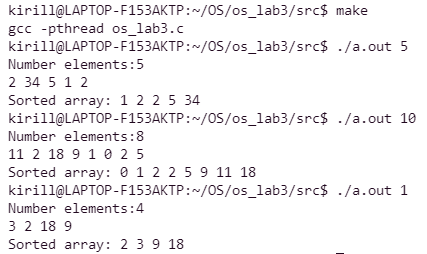 kirill@LAPTOP-F153AKTP:~/OS/os_lab3/src$ make
gcc -pthread os_lab3.c
kirill@LAPTOP-F153AKTP:~/OS/os_lab3/src$ ./a.out 5
Number elements:5
2 34 5 1 2
Sorted array: 1 2 2 5 34
kirill@LAPTOP-F153AKTP:~/OS/os_lab3/src$ ./a.out 10
Number elements:8
11 2 18 9 1 0 2 5
Sorted array: 0 1 2 2 5 9 11 18
kirill@LAPTOP-F153AKTP:~/OS/os_lab3/src$ ./a.out 1
Number elements:4
3 2 18 9
Sorted array: 2 3 9 18